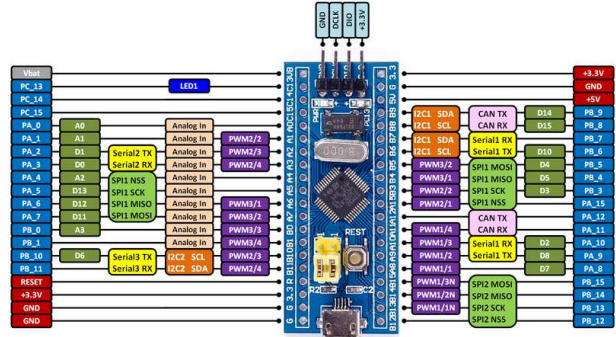 GND DCLK DIO +3.3V
Vbat
PC_13 LED1
PC_14
PC_15
PA_0 A0 Analog In
PA_1 A1 Analog In PWM2/2
PA_2 D1 Serial2 TX Analog In PWM2/3
PA_3 D0 Serial2 RX Analog In PWM2/4
PA_4 A2 SPI1 NSS Analog In
PA_5 D13 SPI1 SCK Analog In
PA_6 D12 SPI1 MISO Analog In PWM3/1
PA_7 D11 SPI1 MOSI Analog In PWM3/2
PB_0 A3 Analog In PWM3/3
PB_1 Analog In PWM3/4
PB_10 D6 Serial3 TX I2C2 SCL PWM2/3
PB_11 Serial3 RX I2C2 SDA PWM2/4
RESET
+3.3V
GND
GND
REST
+3.3V
GND
+5V
I2C1 SDA CAN TX D14 PB_9
I2C1 SCL CAN RX D15 PB_8
Serial1 RX PB_7
Serial1 TX D10 PB_6
PWM3/2 SPI1 MOSI D4 PB_5
PWM3/1 SPI1 MISO D5 PB_4
PWM2/2 SPI1 SCK D3 PB_3
PWM2/1 SPI1 NSS PA_15
CAN TX PA_12
PWM1/4 CAN RX PA_11
PWM1/3 Serial1 RX D2 PA_10
PWM1/2 Serial1 TX D8 PA_9
PWM1/1 D7 PA_8
PWM1/3N SPI2 MOSI PB_15
PWM1/2N SPI2 MISO PB_14
PWM1/1N SPI2 SCK PB_13
SPI2 NSS PB_12